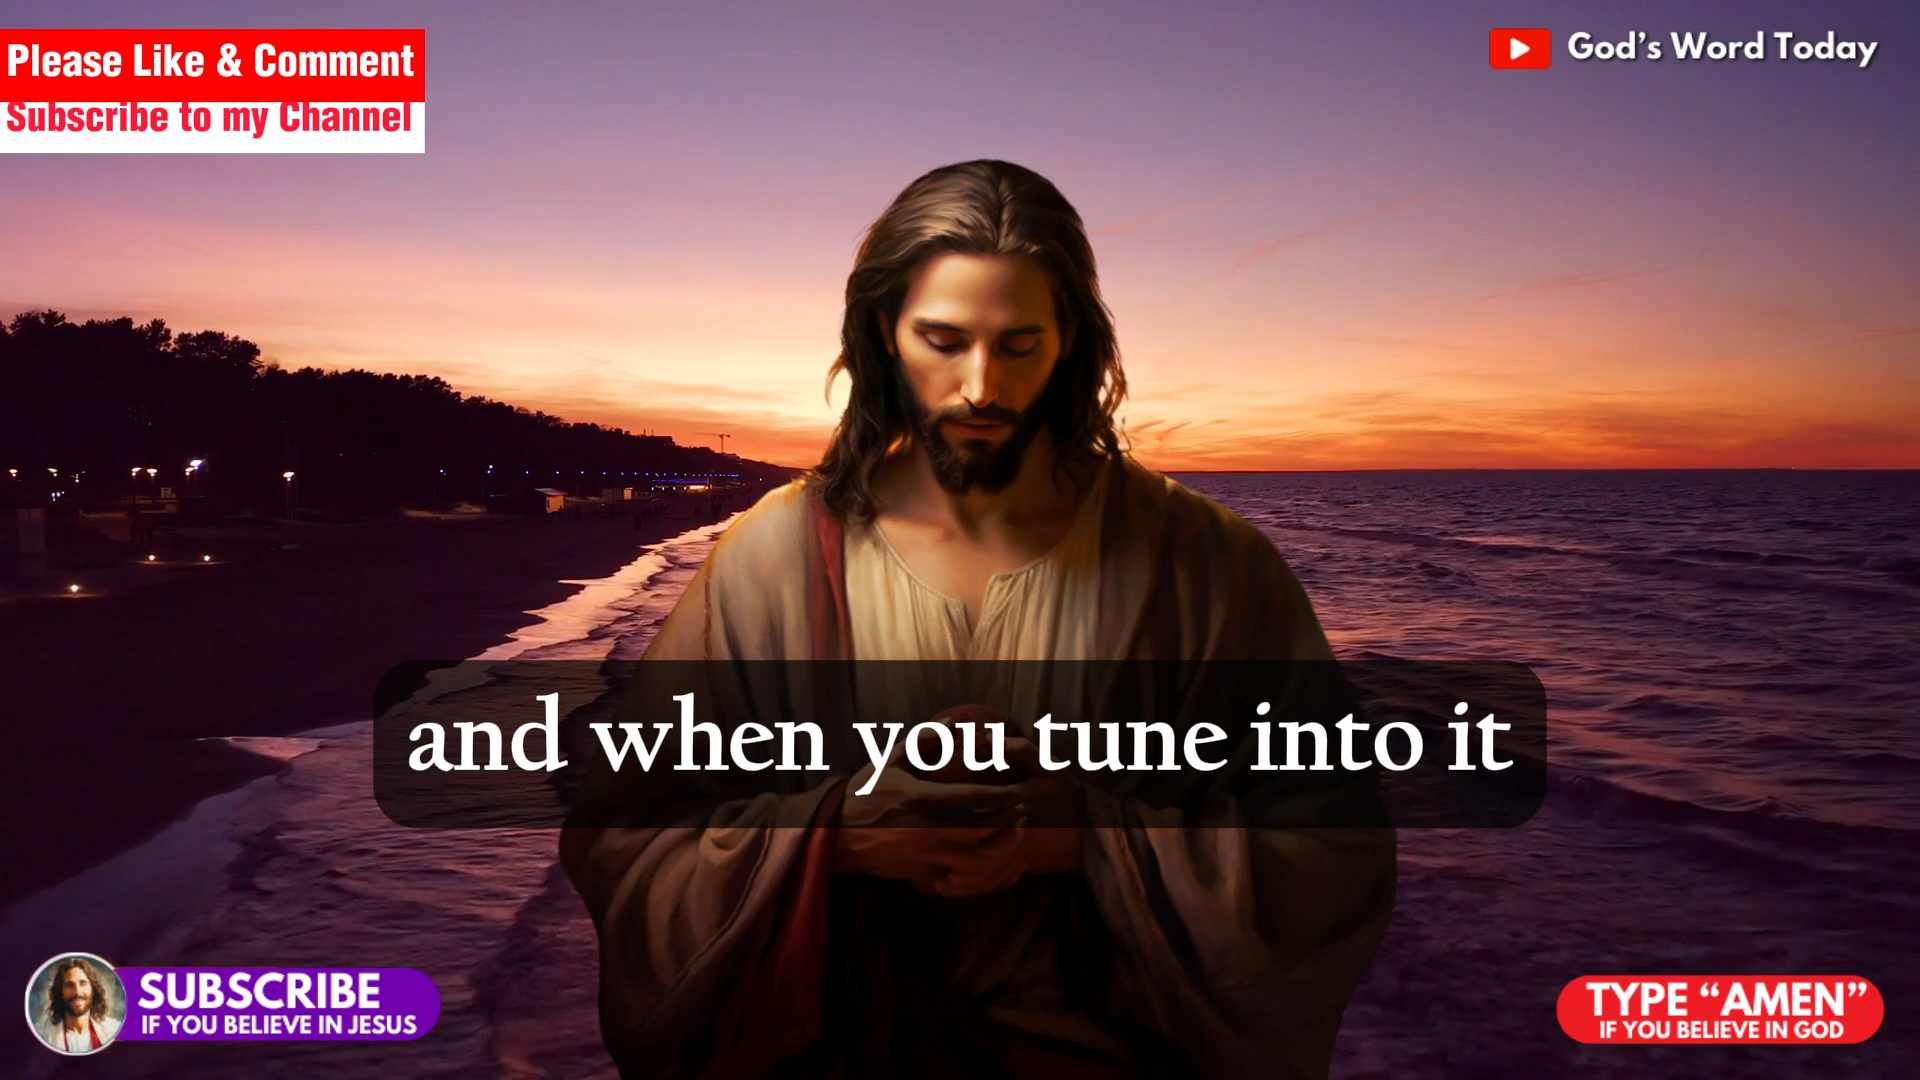 Please Like & Comment
Subscribe to my Channel
God's Word Today
and when you tune into it
SUBSCRIBE
IF YOU BELIEVE IN JESUS
TYPE “AMEN”
IF YOU BELIEVE IN GOD